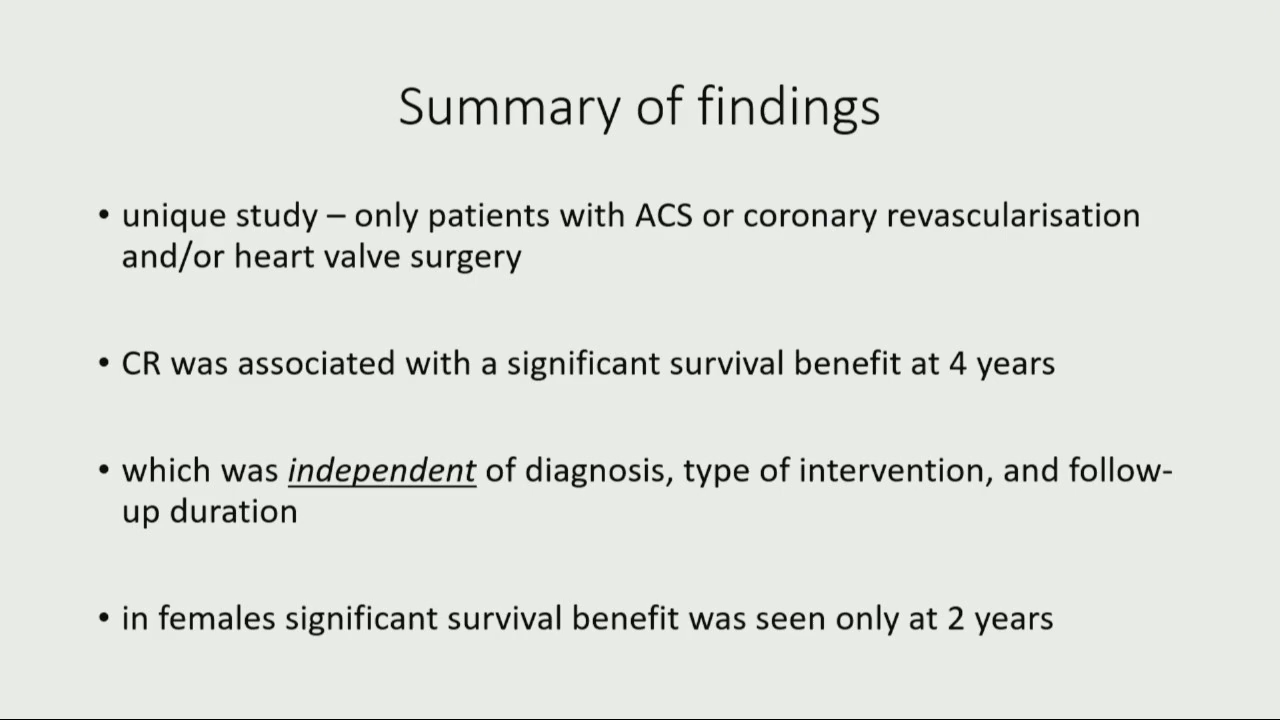 Summary of findings
• unique study – only patients with ACS or coronary revascularisation
and/or heart valve surgery
• CR was associated with a significant survival benefit at 4 years
• which was independent of diagnosis, type of intervention, and follow-
up duration
• in females significant survival benefit was seen only at 2 years